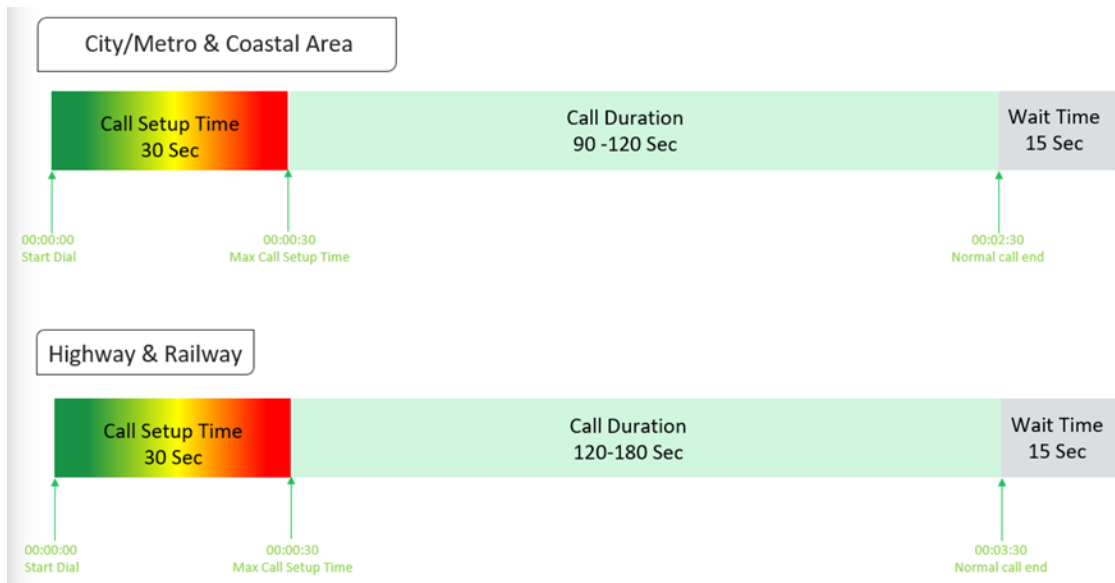 City/Metro & Coastal Area
Call Setup Time
30 Sec
Call Duration
90 -120 Sec
Wait Time
15 Sec
00:00:00
Start Dial
00:00:30
Max Call Setup Time
00:02:30
Normal call end
Highway & Railway
Call Setup Time
30 Sec
Call Duration
120-180 Sec
Wait Time
15 Sec
00:00:00
Start Dial
00:00:30
Max Call Setup Time
00:03:30
Normal call end